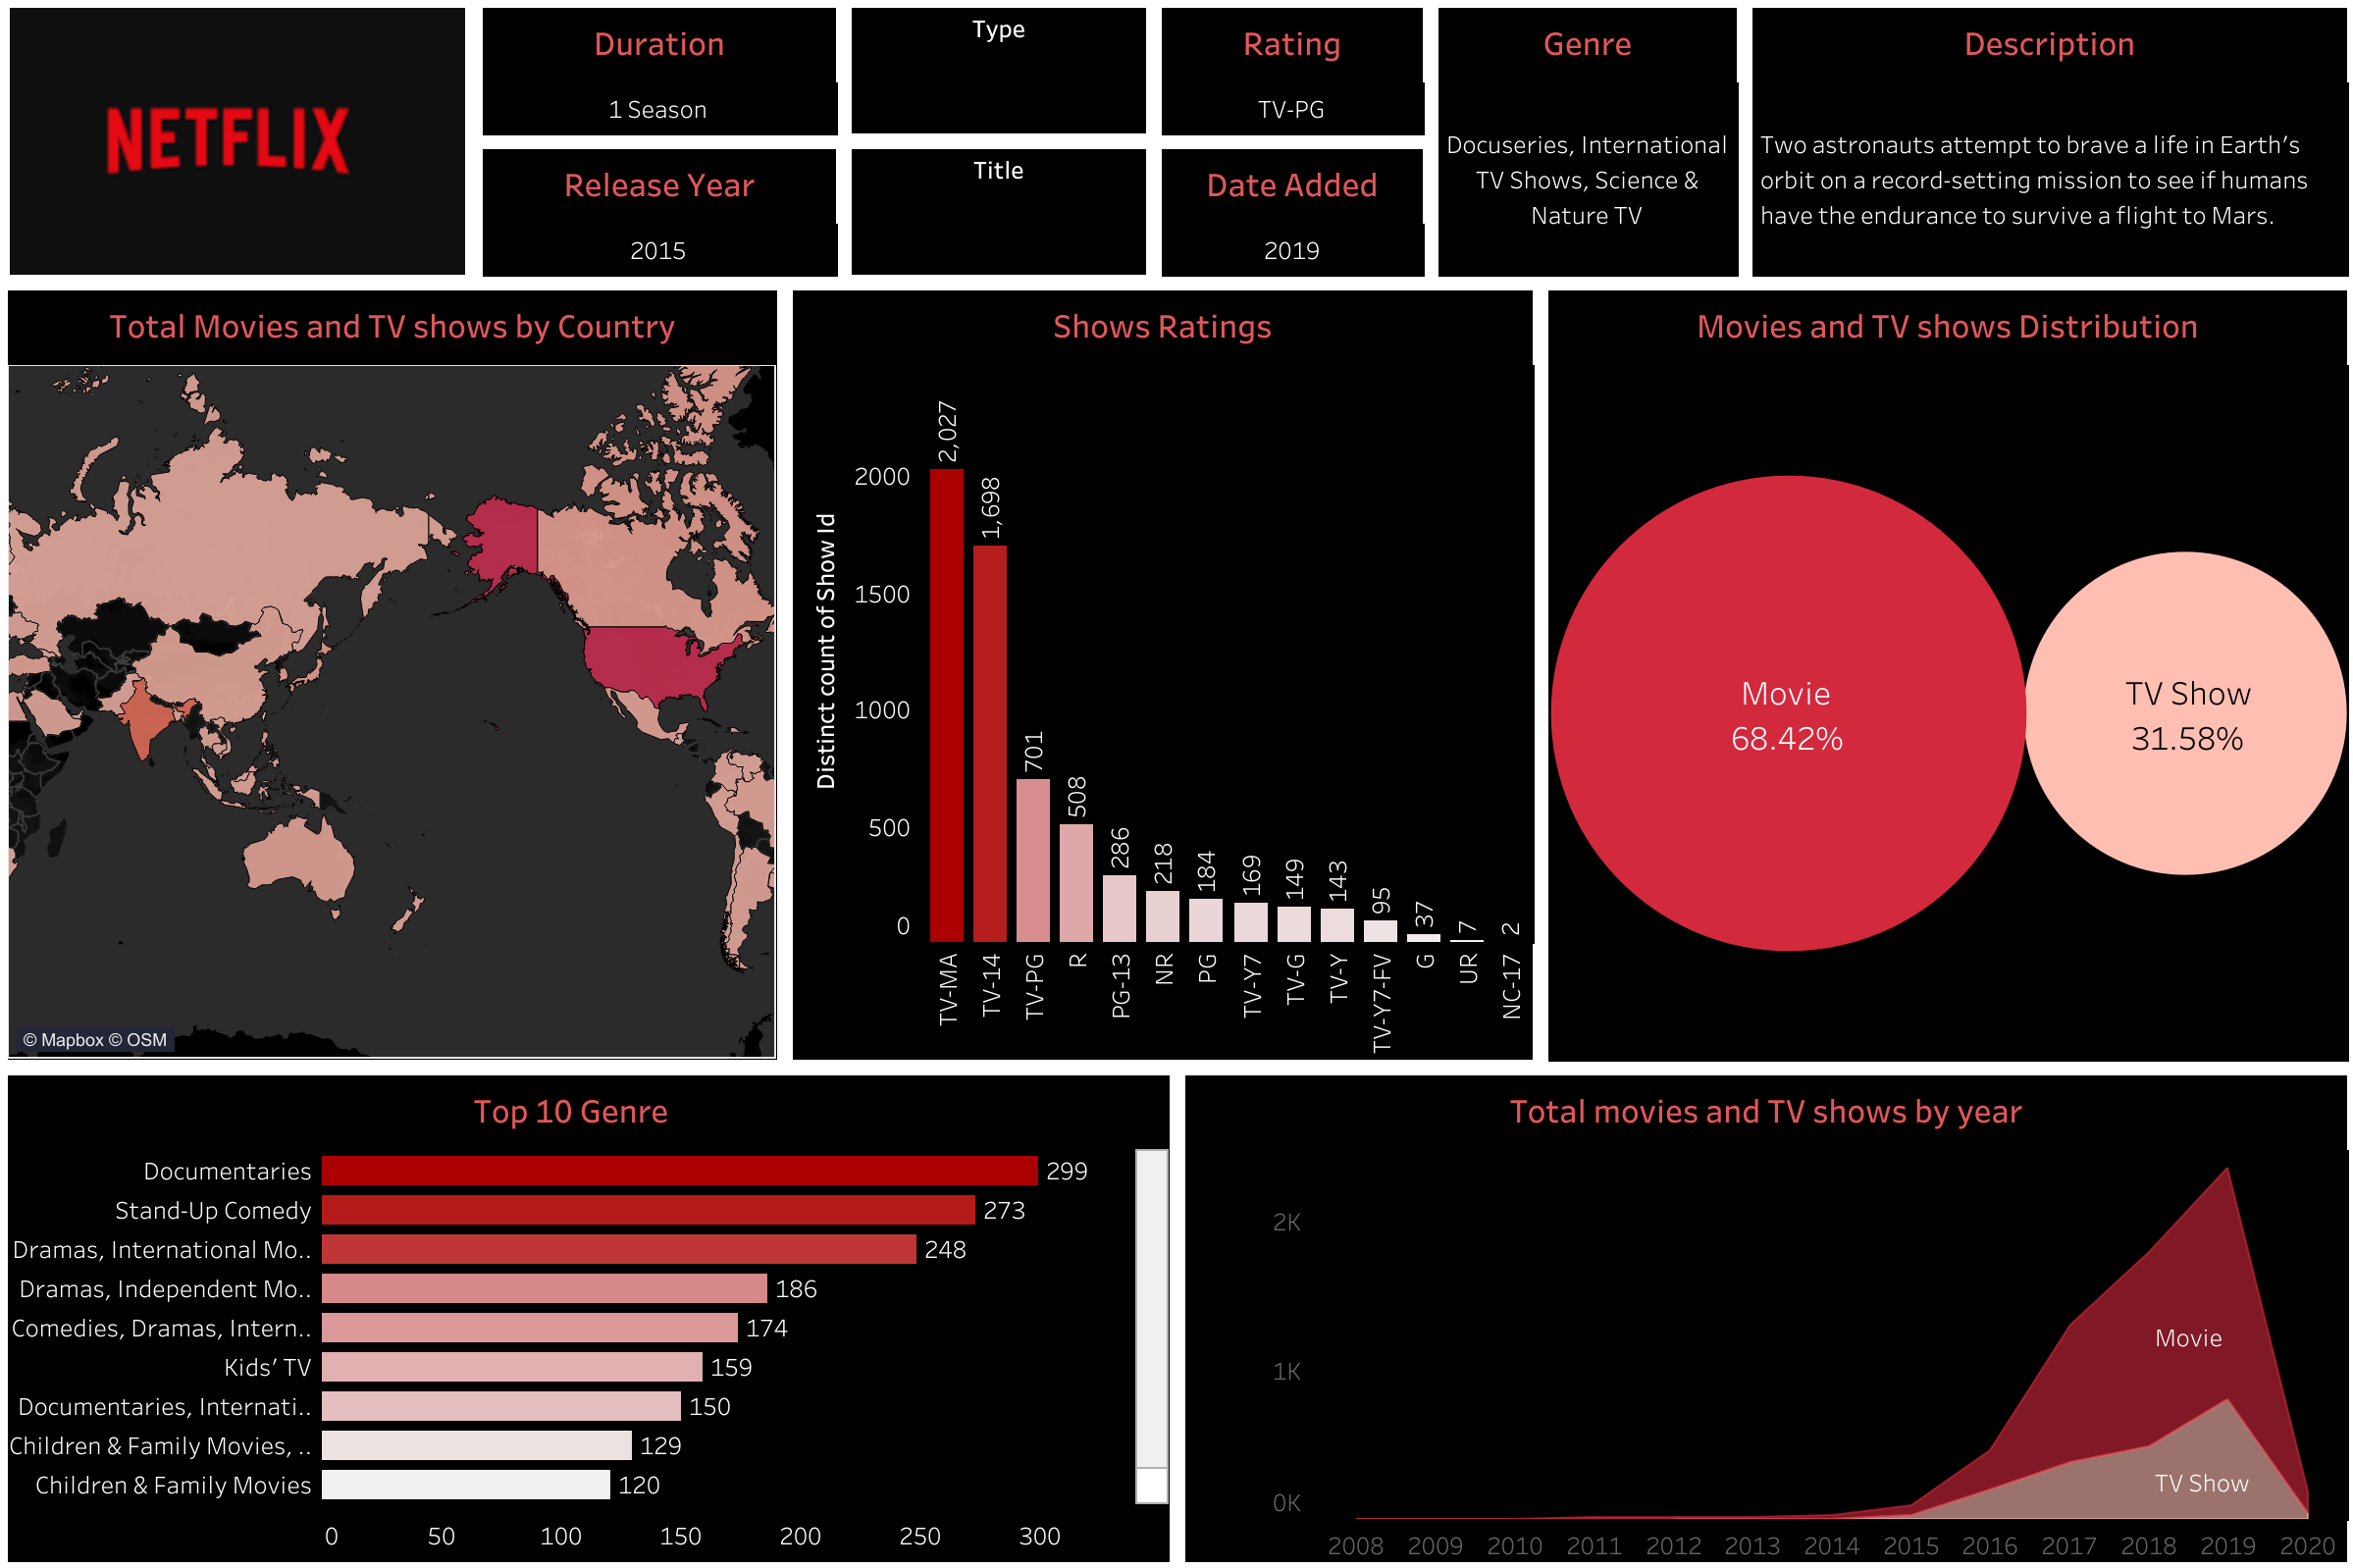 NETFLIX
Duration
1 Season
Type
Rating
TV-PG
Genre
Docuseries, International
TV Shows, Science &
Nature TV
Description
Two astronauts attempt to brave a life in Earth's
orbit on a record-setting mission to see if humans
have the endurance to survive a flight to Mars.
Release Year
2015
Title
Date Added
2019
Total Movies and TV shows by Country
© Mapbox © OSM
Shows Ratings
Distinct count of Show Id
2000
1500
1000
500
0
2,027
1,698
701
508
286
218
184
169
149
143
95
37
7
2
TV-MA
TV-14
TV-PG
R
PG-13
NR
PG
TV-Y7
TV-G
TV-Y
TV-Y7-FV
G
UR
NC-17
Movies and TV shows Distribution
Movie
68.42%
TV Show
31.58%
Top 10 Genre
Documentaries 299
Stand-Up Comedy 273
Dramas, International Mo.. 248
Dramas, Independent Mo.. 186
Comedies, Dramas, Intern.. 174
Kids' TV 159
Documentaries, Internati.. 150
Children & Family Movies, .. 129
Children & Family Movies 120
0 50 100 150 200 250 300
Total movies and TV shows by year
2K
1K
0K
Movie
TV Show
2008 2009 2010 2011 2012 2013 2014 2015 2016 2017 2018 2019 2020